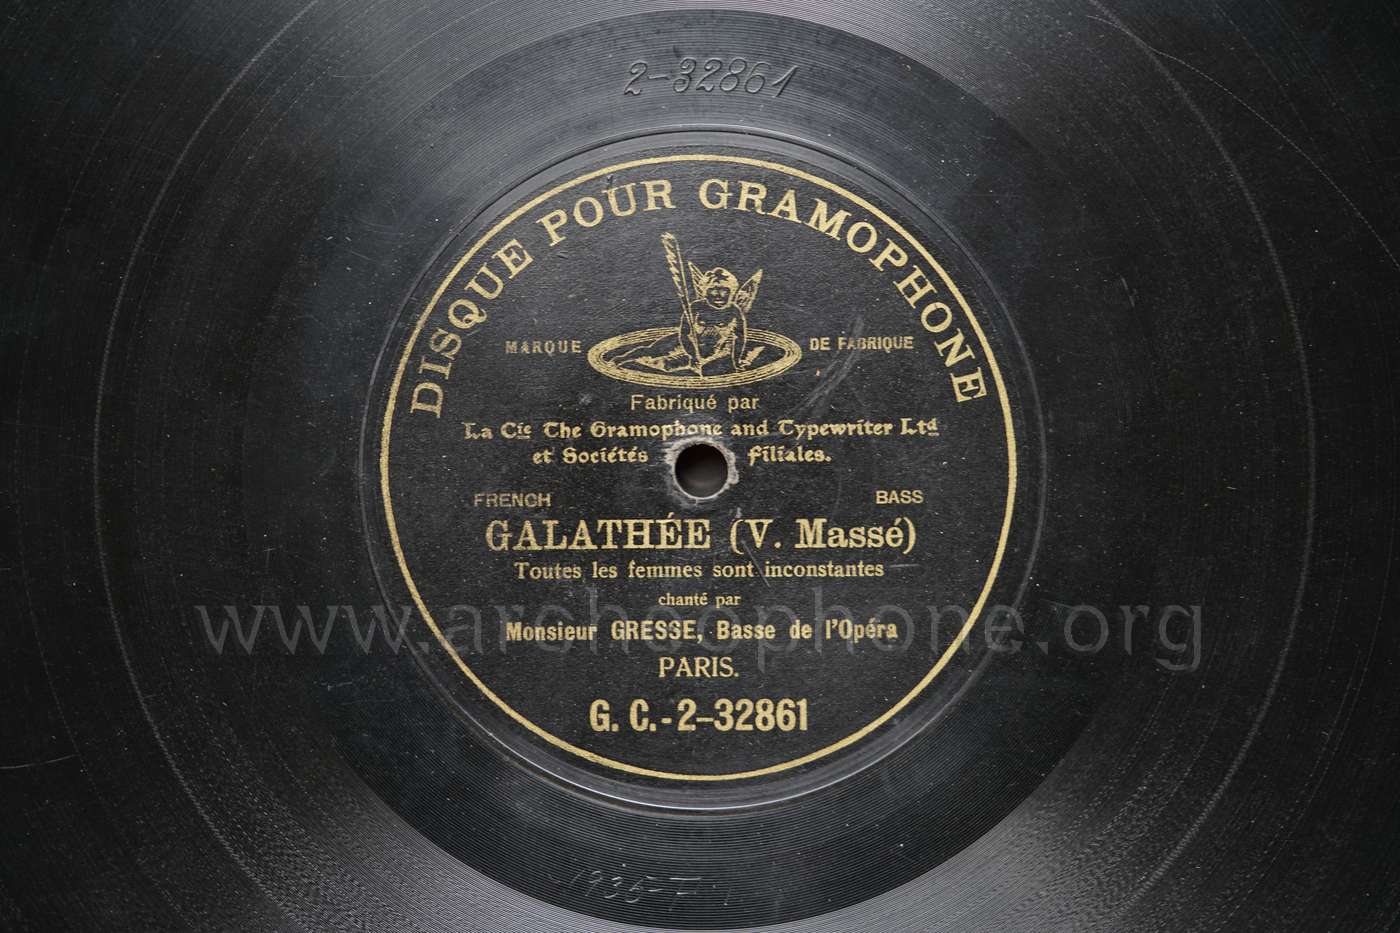 2-32861
DISQUE POUR GRAMOPHONE
MARQUE DE FABRIQUE
Fabriqué par
La Cie The Gramophone and Typewriter Ltd
et Sociétés filiales.
FRENCH BASS
GALATHÉE (V. Massé)
Toutes les femmes sont inconstantes
chanté par
www.archeophone.org
Monsieur GRESSE, Basse de l'Opéra
PARIS.
G. C.-2-32861